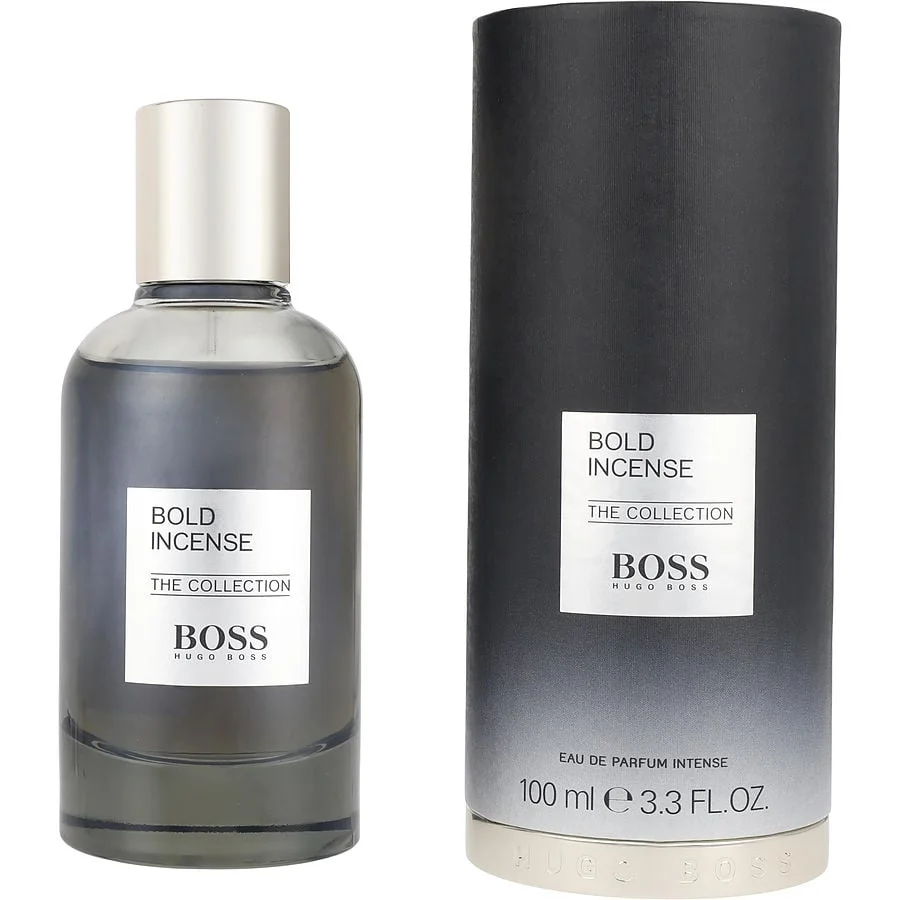 BOLD
INCENSE
THE COLLECTION
BOSS
HUGO BOSS
BOLD
INCENSE
THE COLLECTION
BOSS
HUGO BOSS
EAU DE PARFUM INTENSE
100 ml ℮ 3.3 FL.OZ.
HUGO BOSS